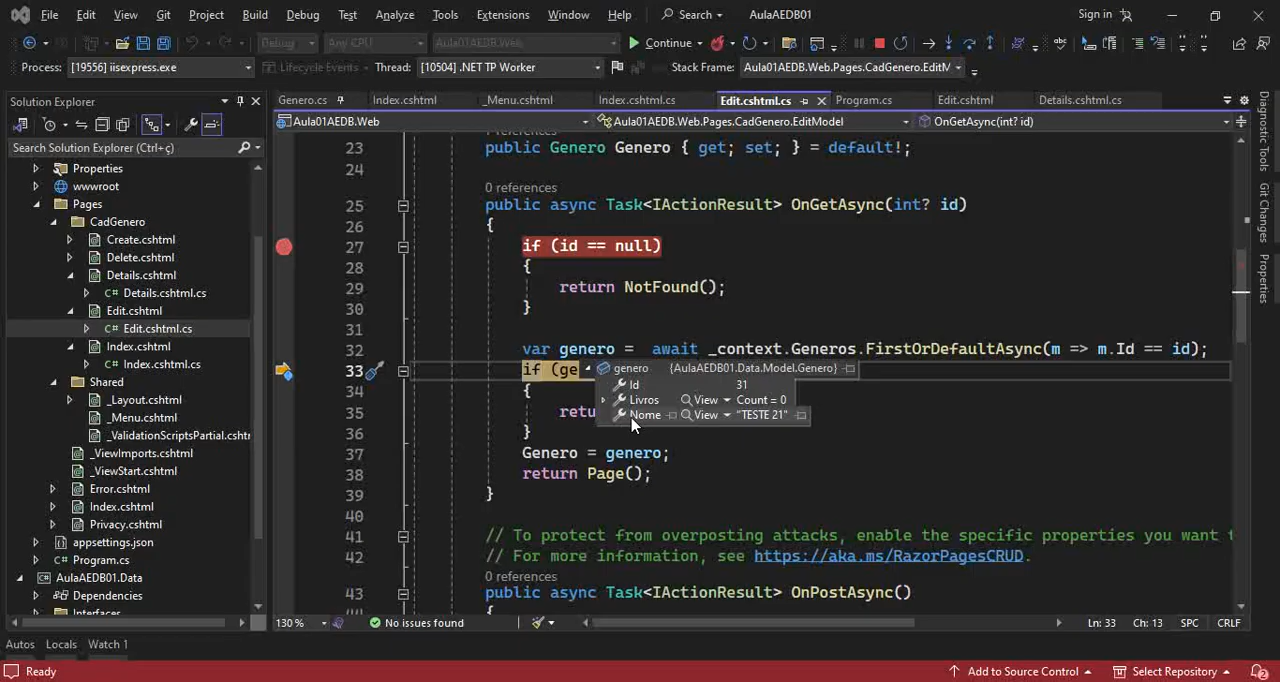 File Edit View Git Project Build Debug Test Analyze Tools Extensions Window Help Search AulaAEDB01 Sign in
Debug Any CPU AulaAEDB01.Web Continue
Process: [19556] iisexpress.exe Lifecycle Events Thread: [10504] .NET TP Worker Stack Frame: Aula01AEDB.Web.Pages.CadGenero.EditM
Solution Explorer
Search Solution Explorer (Ctrl+ç)
Properties
wwwroot
Pages
CadGenero
Create.cshtml
Delete.cshtml
Details.cshtml
C# Details.cshtml.cs
Edit.cshtml
C# Edit.cshtml.cs
Index.cshtml
C# Index.cshtml.cs
Shared
_Layout.cshtml
_Menu.cshtml
_ValidationScriptsPartial.cshtr
_ViewImports.cshtml
_ViewStart.cshtml
Error.cshtml
Index.cshtml
Privacy.cshtml
appsettings.json
C# Program.cs
C# AulaAEDB01.Data
Dependencies
Interfaces
Genero.cs Index.cshtml _Menu.cshtml Index.cshtml.cs Edit.cshtml.cs Program.cs Edit.cshtml Details.cshtml.cs
Aula01AEDB.Web Aula01AEDB.Web.Pages.CadGenero.EditModel OnGetAsync(int? id)
23 public Genero Genero { get; set; } = default!;
24
0 references
25 public async Task<IActionResult> OnGetAsync(int? id)
26 {
27 if (id == null)
28 {
29 return NotFound();
30 }
31
32 var genero = await _context.Generos.FirstOrDefaultAsync(m => m.Id == id);
33 if (ge
genero {AulaAEDB01.Data.Model.Genero}
34 {
Id 31
Livros View Count = 0
35 retu
Nome View "TESTE 21"
36 }
37 Genero = genero;
38 return Page();
39 }
40
41 // To protect from overposting attacks, enable the specific properties you want t
42 // For more information, see https://aka.ms/RazorPagesCRUD.
0 references
43 public async Task<IActionResult> OnPostAsync()
{
130 % No issues found Ln: 33 Ch: 13 SPC CRLF
Autos Locals Watch 1
Ready Add to Source Control Select Repository 2
Diagnostic Tools
Git Changes
Properties